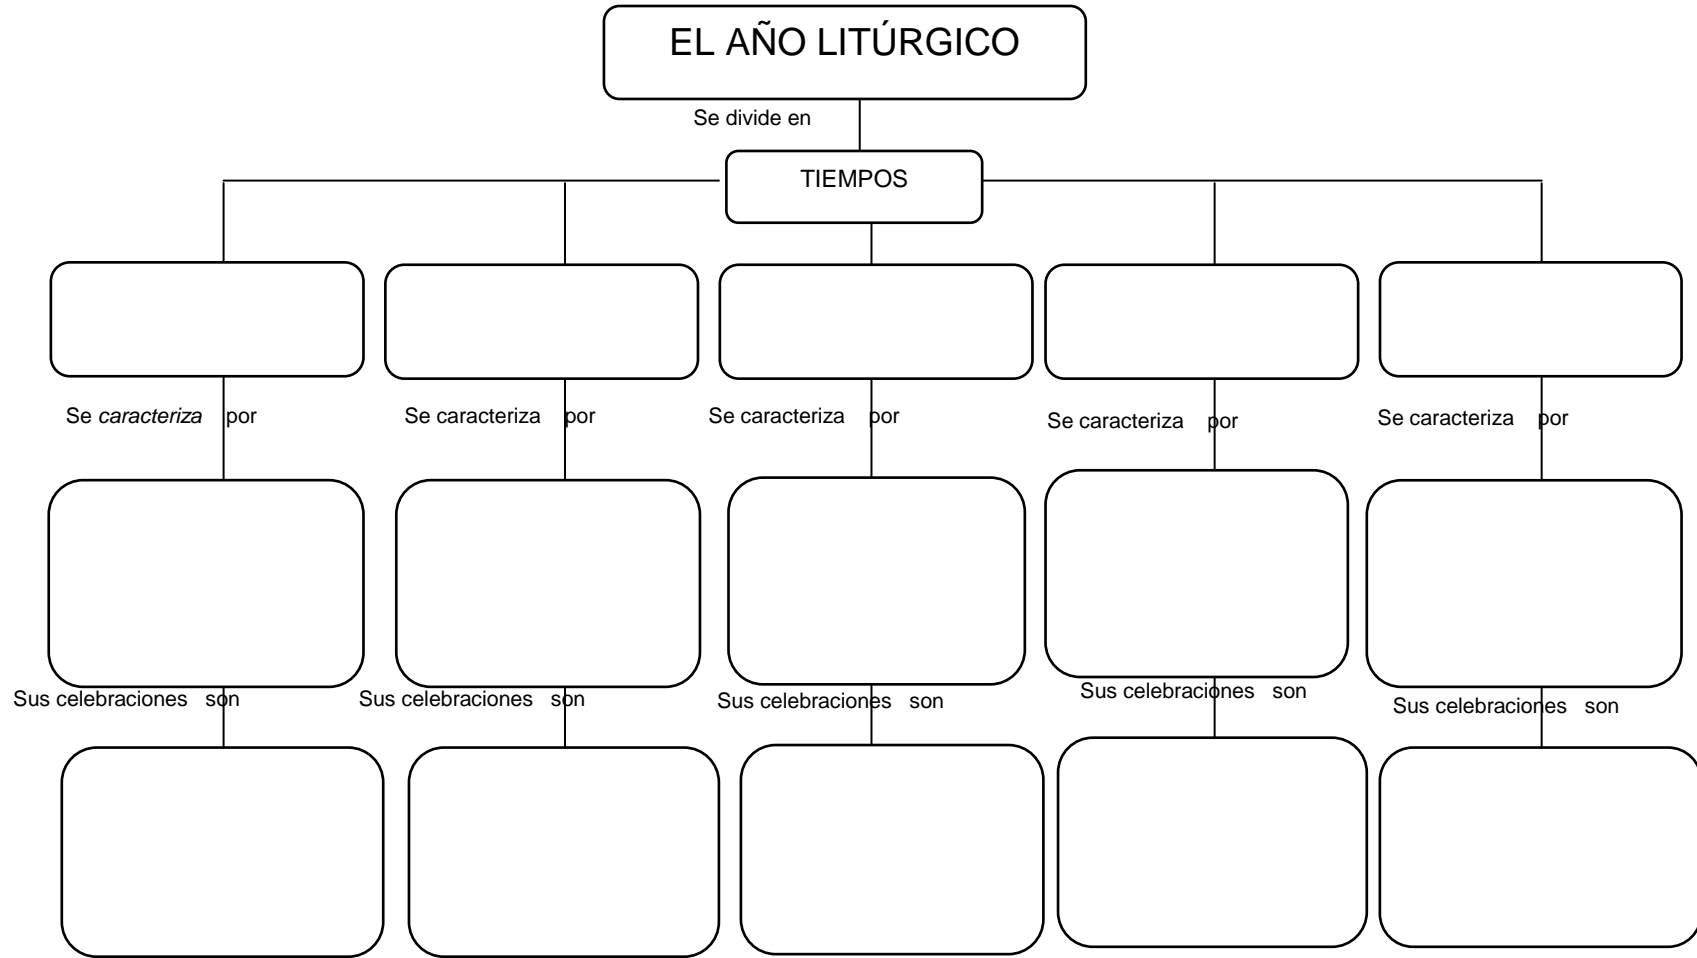 EL AÑO LITÚRGICO
Se divide en
TIEMPOS
Se caracteriza por
Se caracteriza por
Se caracteriza por
Se caracteriza por
Se caracteriza por
Sus celebraciones son
Sus celebraciones son
Sus celebraciones son
Sus celebraciones son
Sus celebraciones son